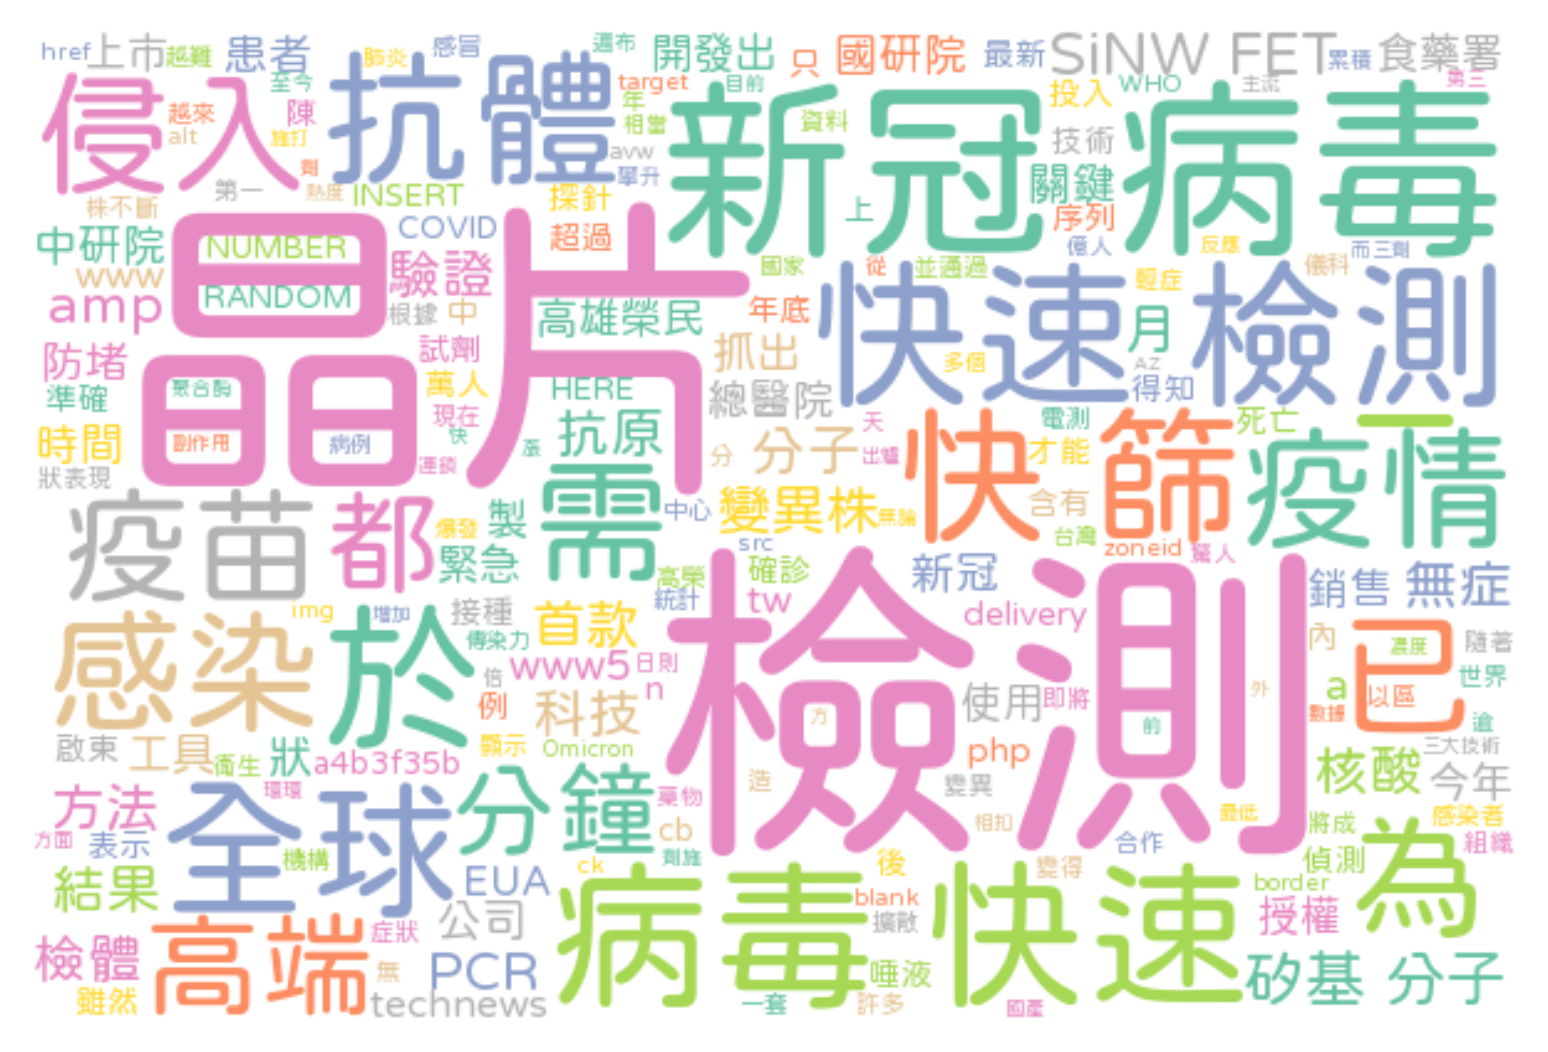 href
上市
越難
患者
肺炎
感冒
遍布
開發出
只
國研院
最新
SiNW FET
累積
食藥署
侵入
至今
抗體
target
目前
新冠
投入
WHO
病毒
主流
第三
越來
陳
年
alt
施打
相當
資料
技術
avw
劑
攀升
第一
熱度
INSERT
探針
關鍵
株不斷
COVID
上
序列
中研院
NUMBER
超過
億人
反應
而三劑
www
晶片
驗證
國家
從
並通過
儀科
amp
RANDOM
根據
中
高雄榮民
年底
快速檢測
輕症
月
防堵
試劑
抓出
多個
AZ
準確
聚合酶
萬人
HERE
總醫院
得知
時間
副作用
病例
現在
快
抗原
天
快篩
電測
死亡
一
狀表現
連鎖
分
分子
出爐
才能
疫情
疫苗
都
爆發
製
需
中心
變異株
無論
含有
台灣
緊急
src
zoneid
驚人
感染
img
增加
於
接種
高榮
確診
新冠
銷售
無症
統計
tw
首款
傳染力
delivery
檢測
內
已
濃度
隨著
倍
www5
日則
n
例
科技
使用
即將
外
a
數據
以區
世界
方
前
逾
啟東
工具
衛生
狀
a4b3f35b
顯示
Omicron
php
三大技術
方法
環環
全球
分鐘
藥物
造
變異
核酸
今年
方面
表示
機構
cb
相扣
最低
將成
感染者
為
組織
結果
ck
劑施
後
變得
合作
偵測
EUA
病毒快速
blank
border
高端
症狀
公司
擴散
授權
檢體
無
PCR
唾液
矽基
分子
雖然
technews
一套
許多
國產